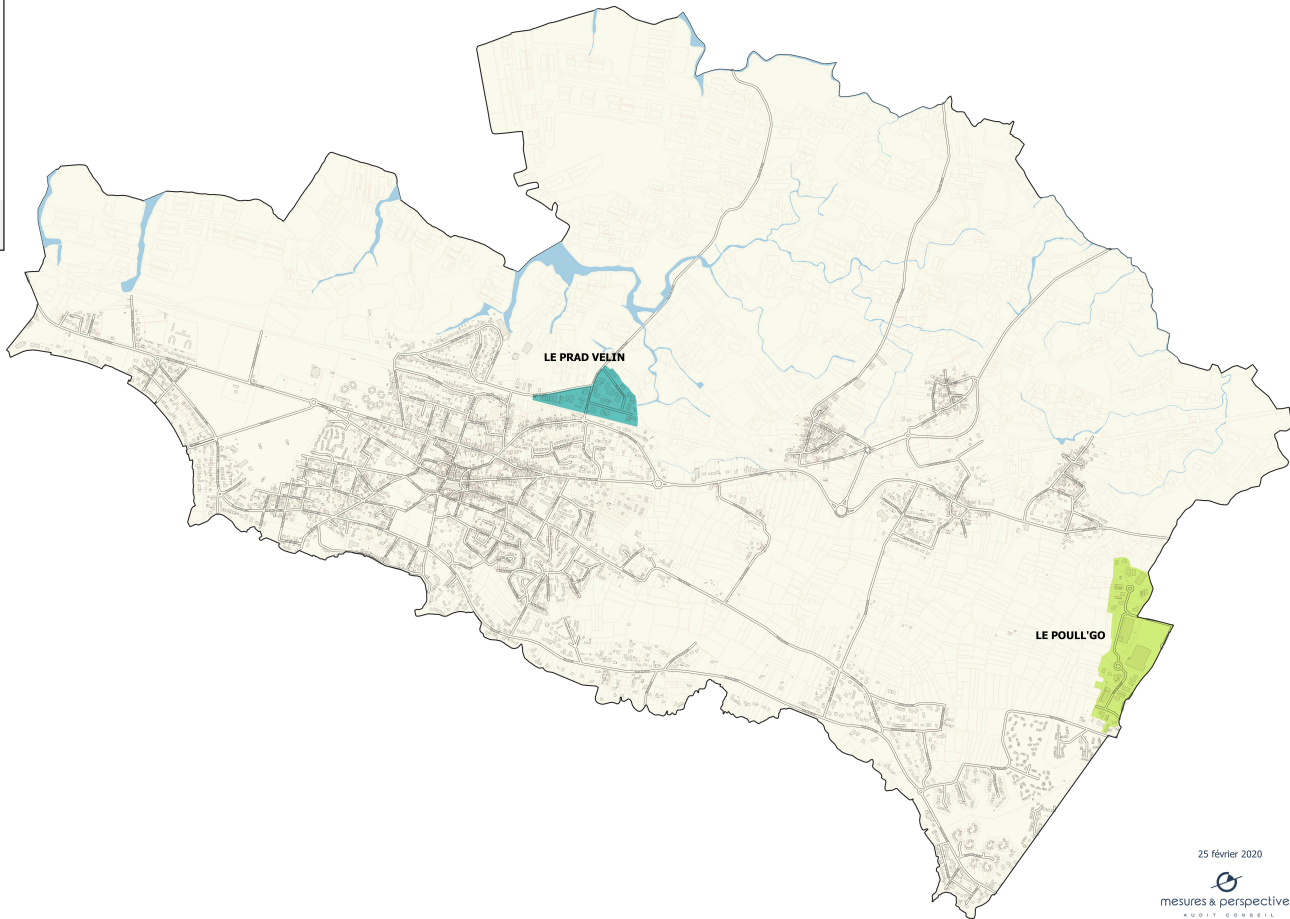 LE PRAD VELIN
LE POULL'GO
25 février 2020
mesures & perspective
AUDIT CONSEIL